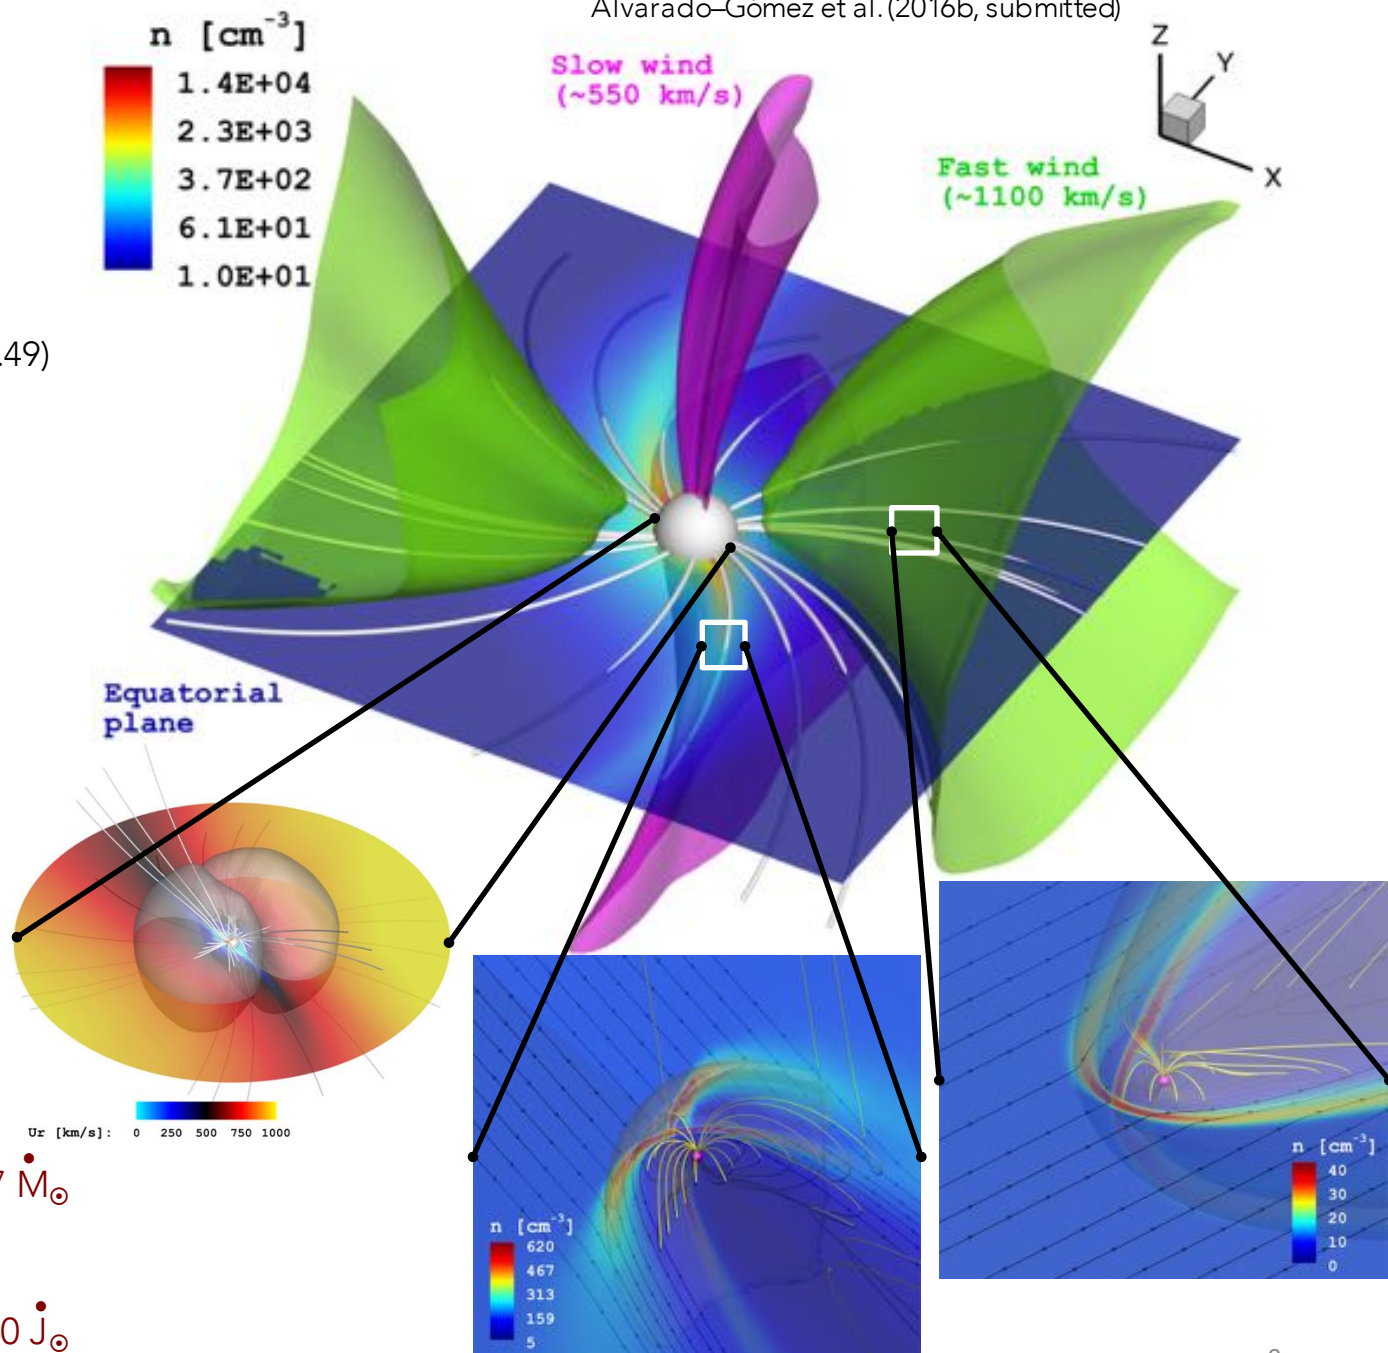 Alvarado–Gómez et al. (2016b, submitted)
n [cm-3]
1.4E+04
2.3E+03
3.7E+02
6.1E+01
1.0E+01
Slow wind
(~550 km/s)
Fast wind
(~1100 km/s)
Z
Y
X
.49)
Equatorial
plane
Ur [km/s]: 0 250 500 750 1000
7 Ṁ☉
0 J̇☉
n [cm-3]
620
467
313
159
5
n [cm-3]
40
30
20
10
0